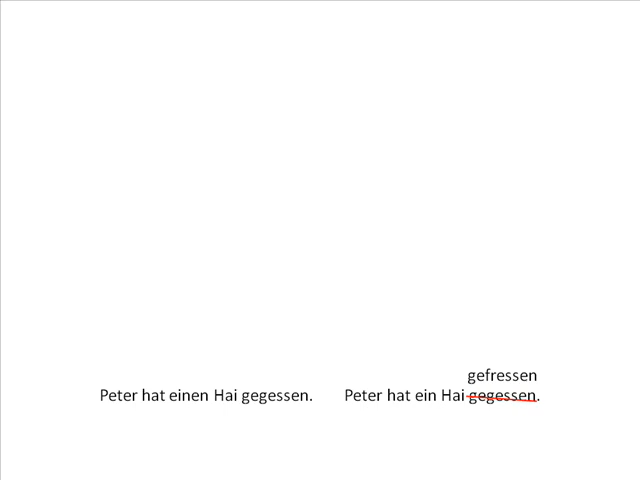 Peter hat einen Hai gegessen.
gefressen
Peter hat ein Hai gegessen.